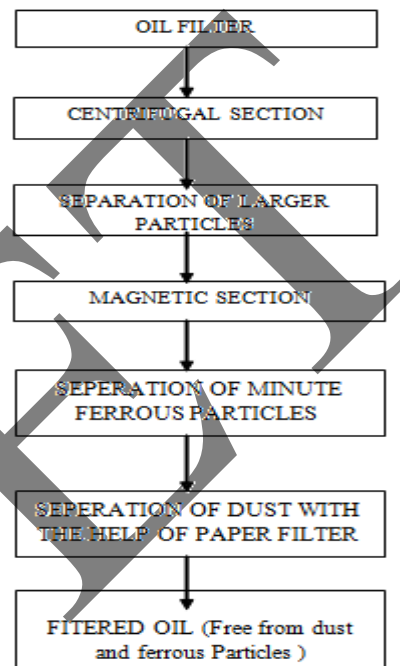 OIL FILTER
CENTRIFUGAL SECTION
SEPARATION OF LARGER
PARTICLES
MAGNETIC SECTION
SEPERATION OF MINUTE
FERROUS PARTICLES
SEPERATION OF DUST WITH
THE HELP OF PAPER FILTER
FITERED OIL (Free from dust
and ferrous Particles )